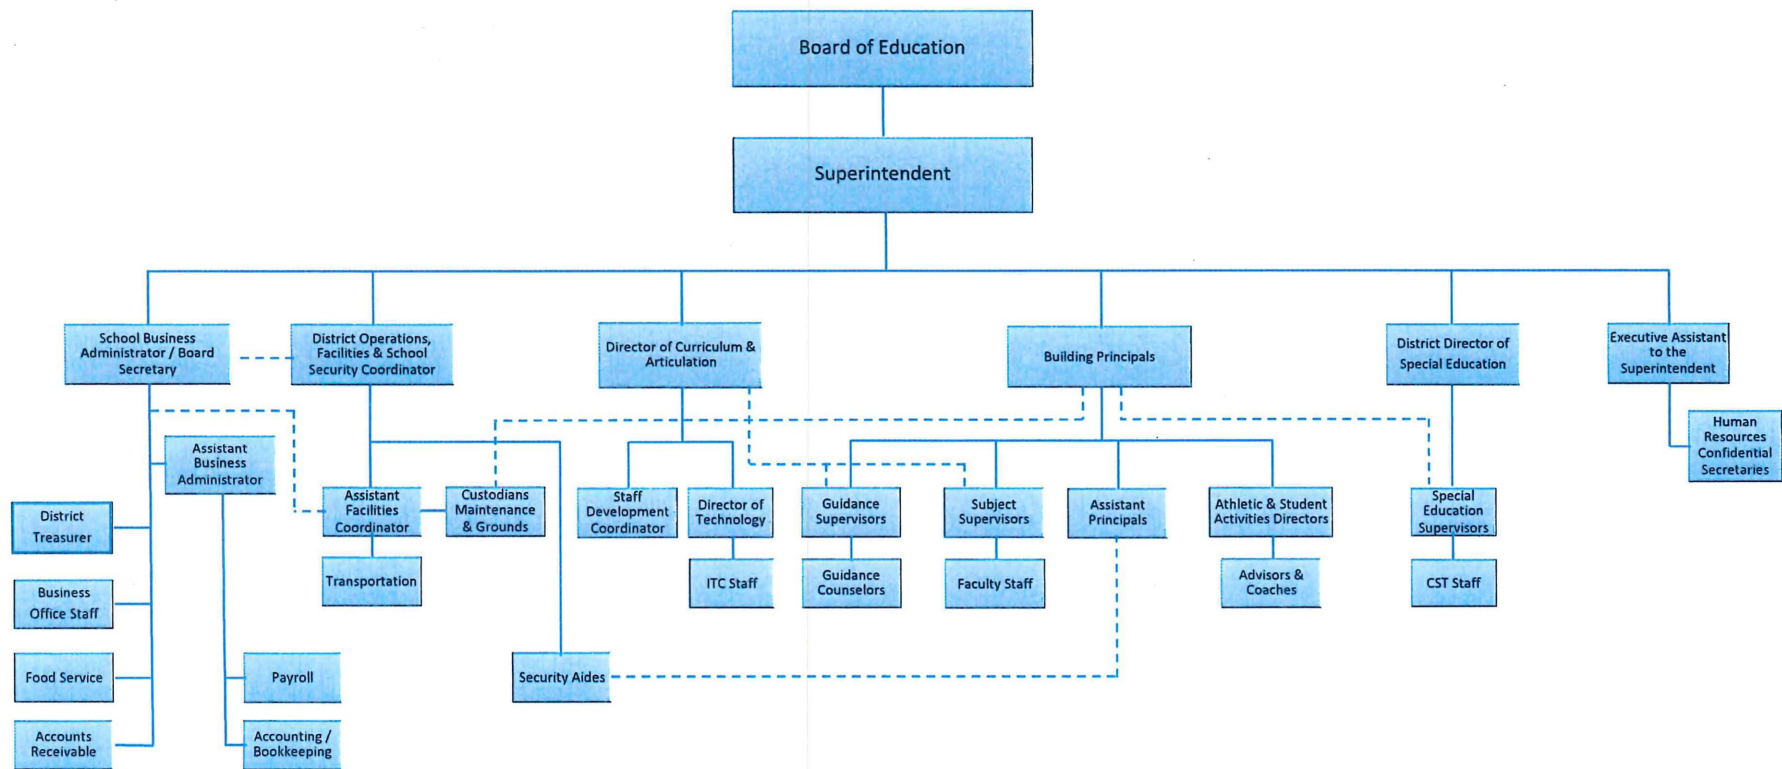 Board of Education
Superintendent
School Business
Administrator / Board
Secretary
District Operations,
Facilities & School
Security Coordinator
Director of Curriculum &
Articulation
Building Principals
District Director of
Special Education
Executive Assistant
to the
Superintendent
Human
Resources
Confidential
Secretaries
Assistant
Business
Administrator
District
Treasurer
Assistant
Facilities
Coordinator
Custodians
Maintenance
& Grounds
Staff
Development
Coordinator
Director of
Technology
Guidance
Supervisors
Subject
Supervisors
Assistant
Principals
Athletic & Student
Activities Directors
Special
Education
Supervisors
Business
Office Staff
Transportation
ITC Staff
Guidance
Counselors
Faculty Staff
Advisors &
Coaches
CST Staff
Food Service
Payroll
Security Aides
Accounts
Receivable
Accounting /
Bookkeeping